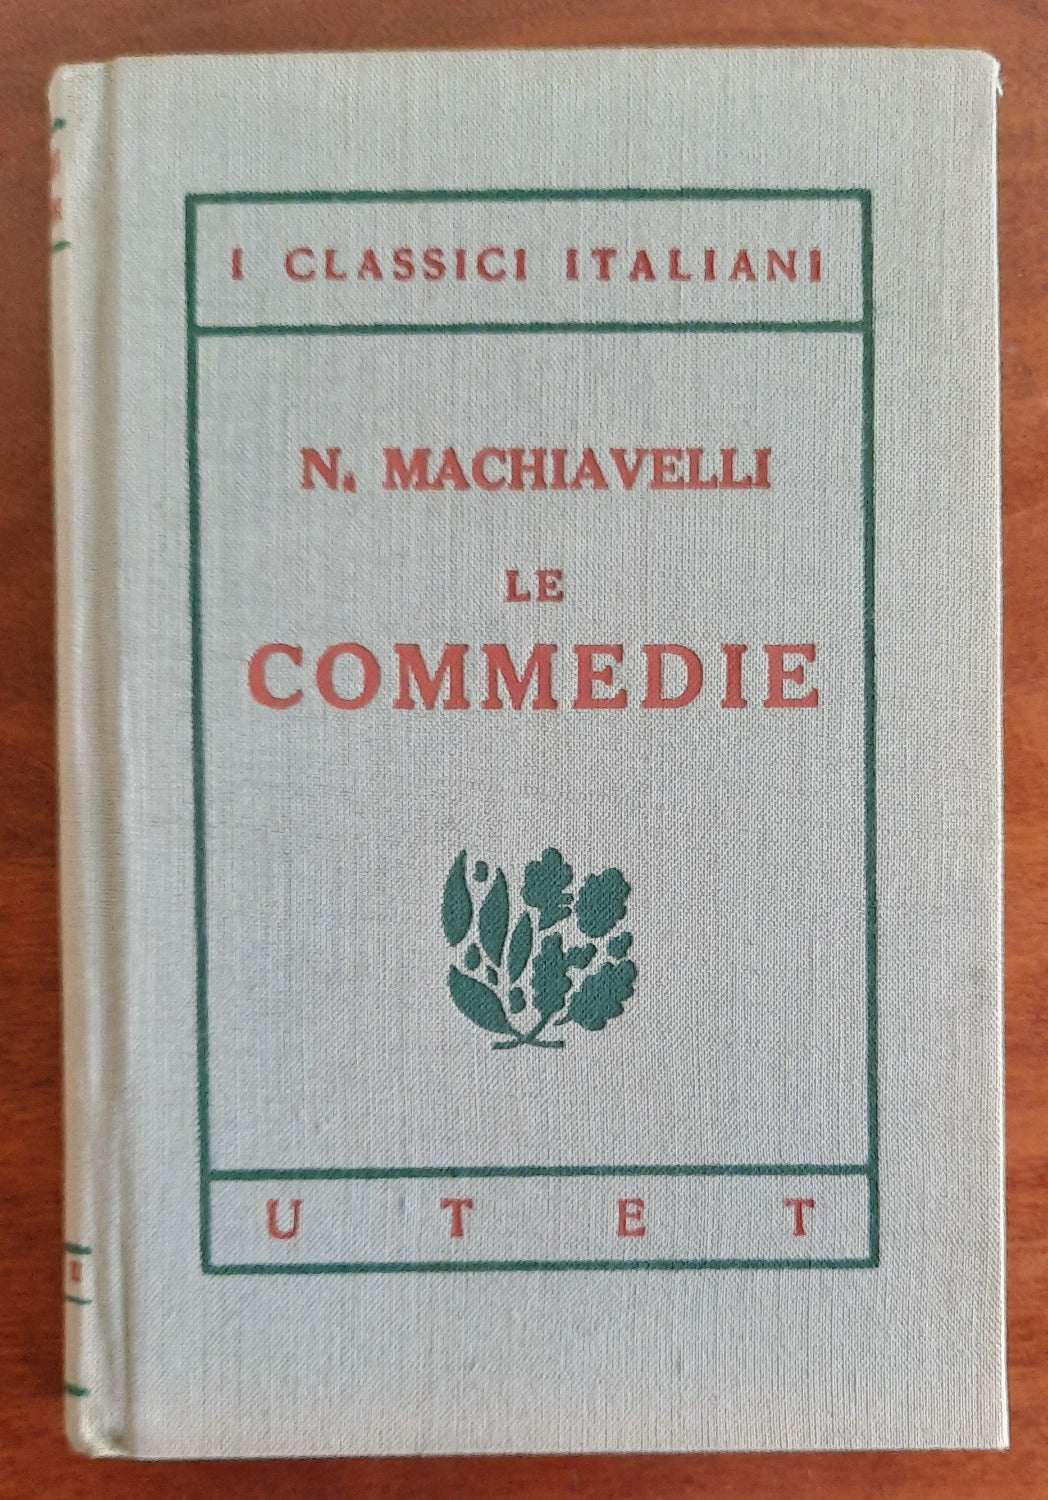 I CLASSICI ITALIANI
N. MACHIAVELLI
LE
COMMEDIE
U T E T